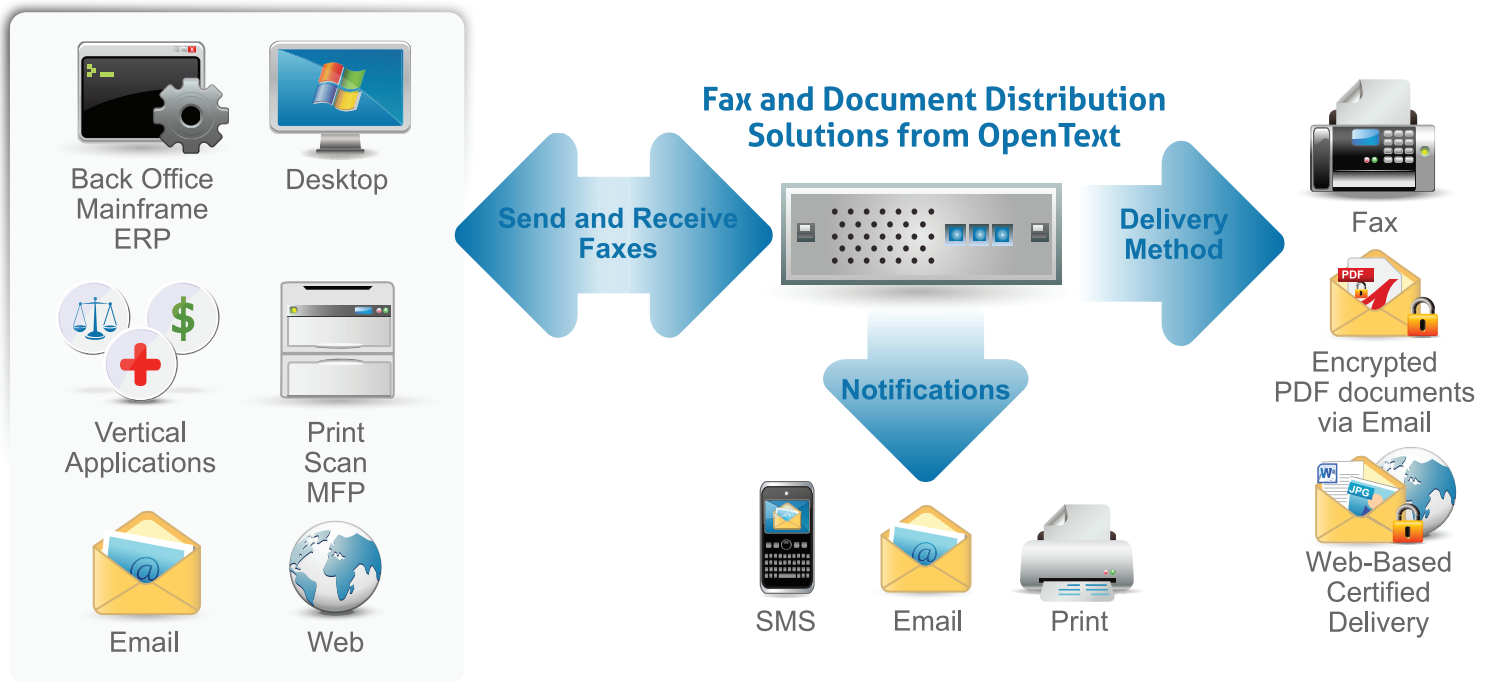 Back Office
Mainframe
ERP
Desktop
Vertical
Applications
$
Print
Scan
MFP
Email
@
Web
Send and Receive
Faxes
Fax and Document Distribution
Solutions from OpenText
Delivery
Method
Notifications
SMS
Email
@
Print
Fax
PDF
Encrypted
PDF documents
via Email
W
JPG
Web-Based
Certified
Delivery